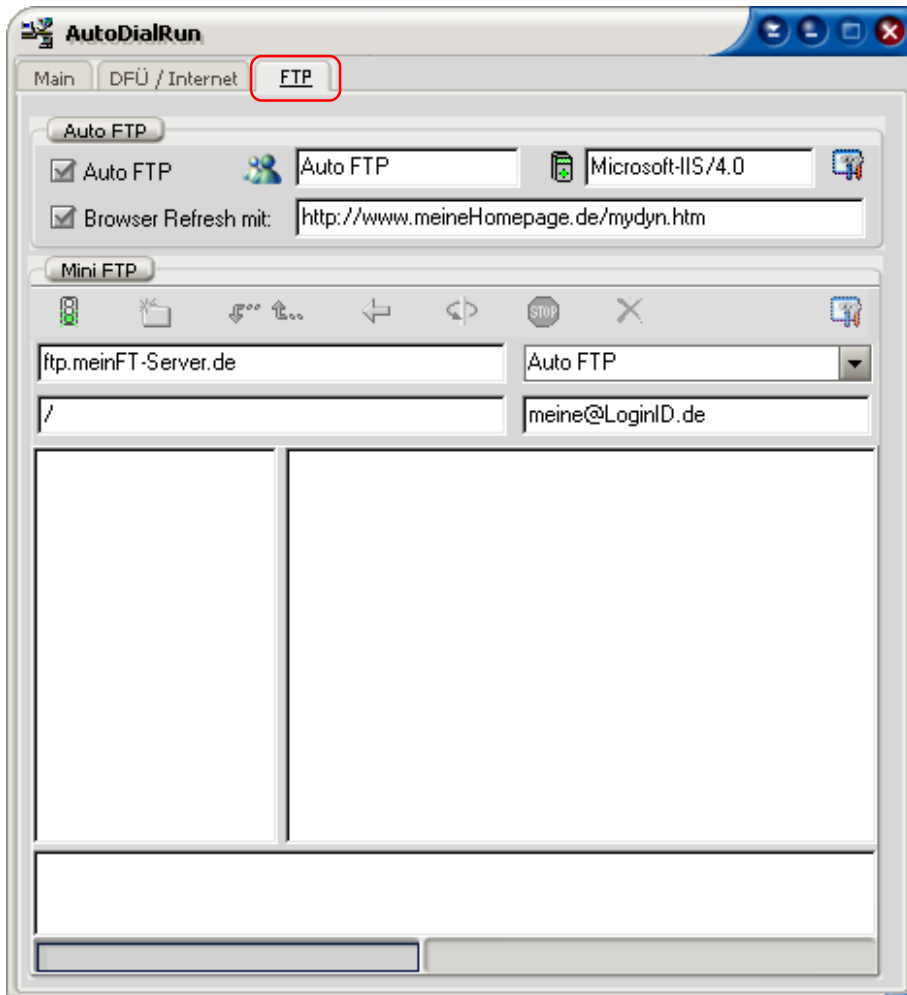 AutoDialRun
Main DFÜ / Internet FTP
Auto FTP
Auto FTP Auto FTP Microsoft-IIS/4.0
Browser Refresh mit: http://www.meineHomepage.de/mydyn.htm
Mini FTP
STOP
ftp.meinFT-Server.de Auto FTP
/ meine@LoginID.de